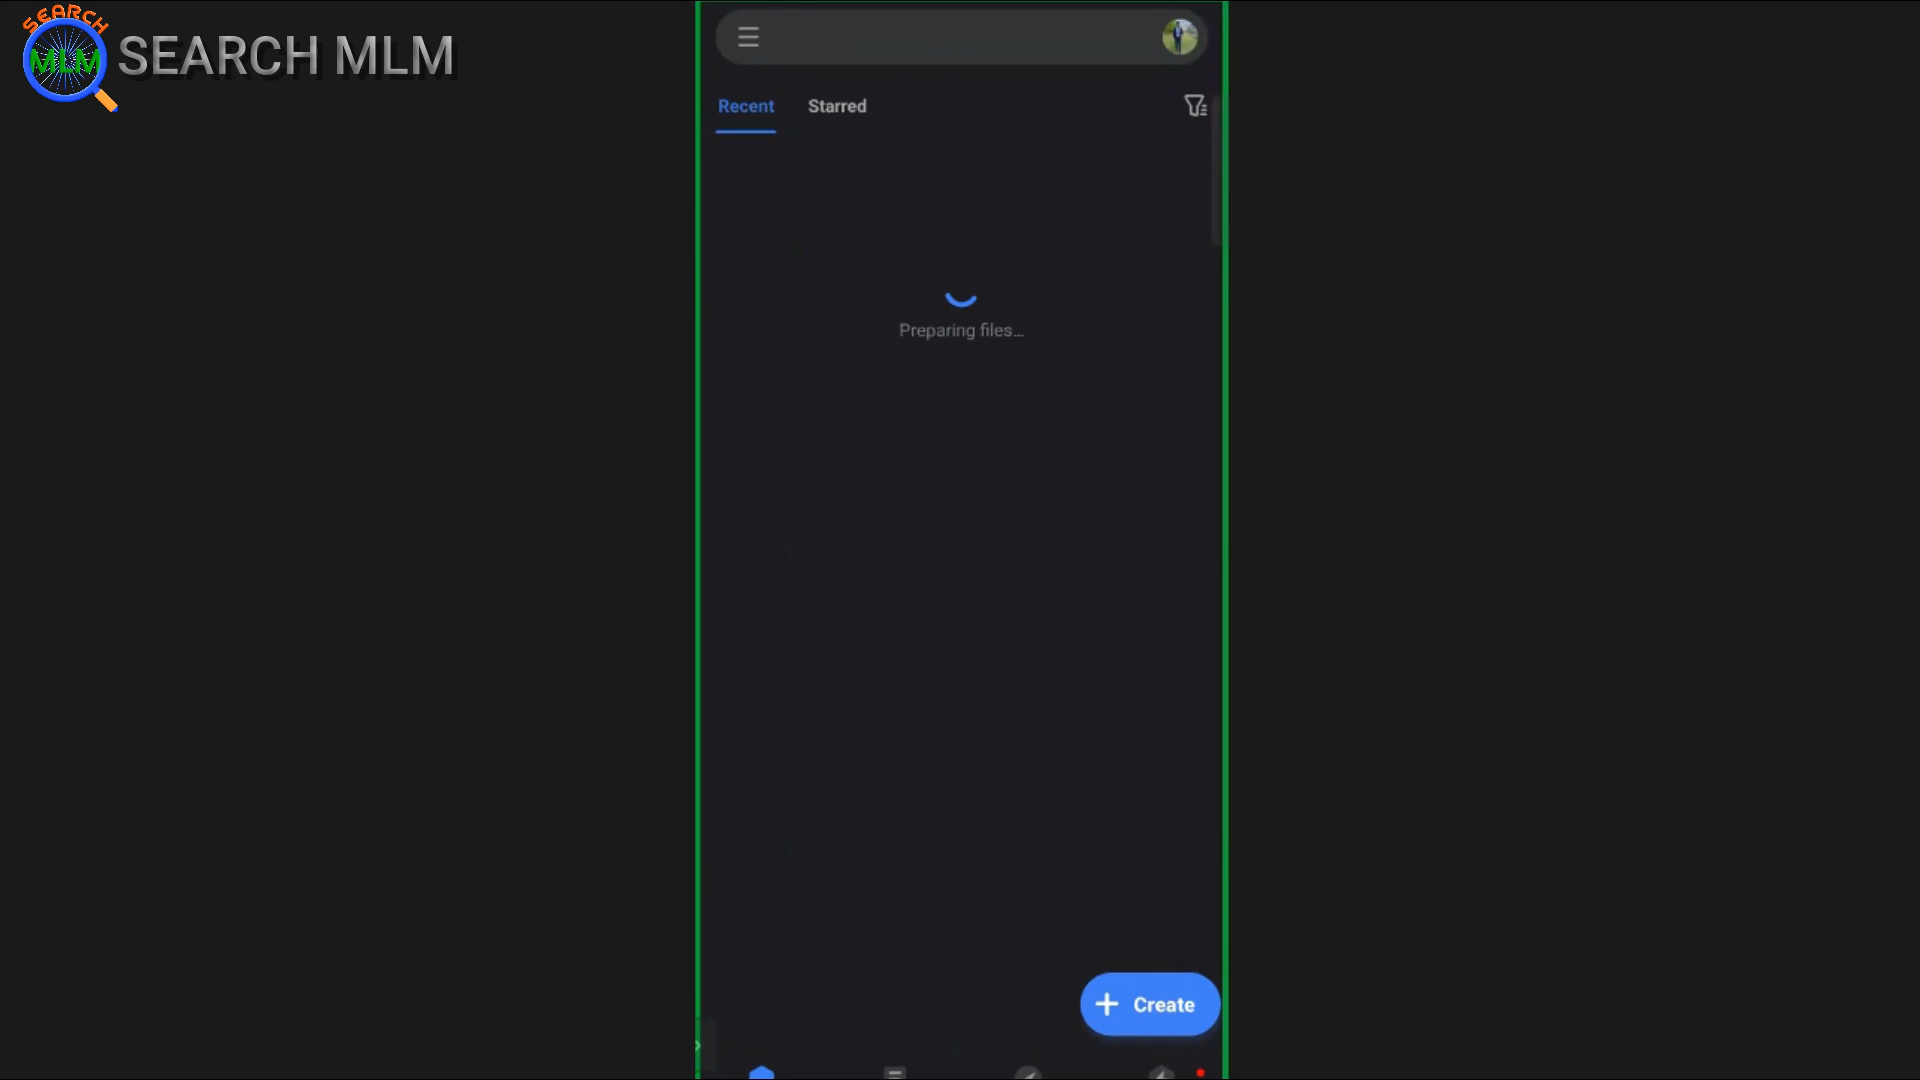 SEARCH
MLM
SEARCH MLM
Recent
Starred
Preparing files...
Create